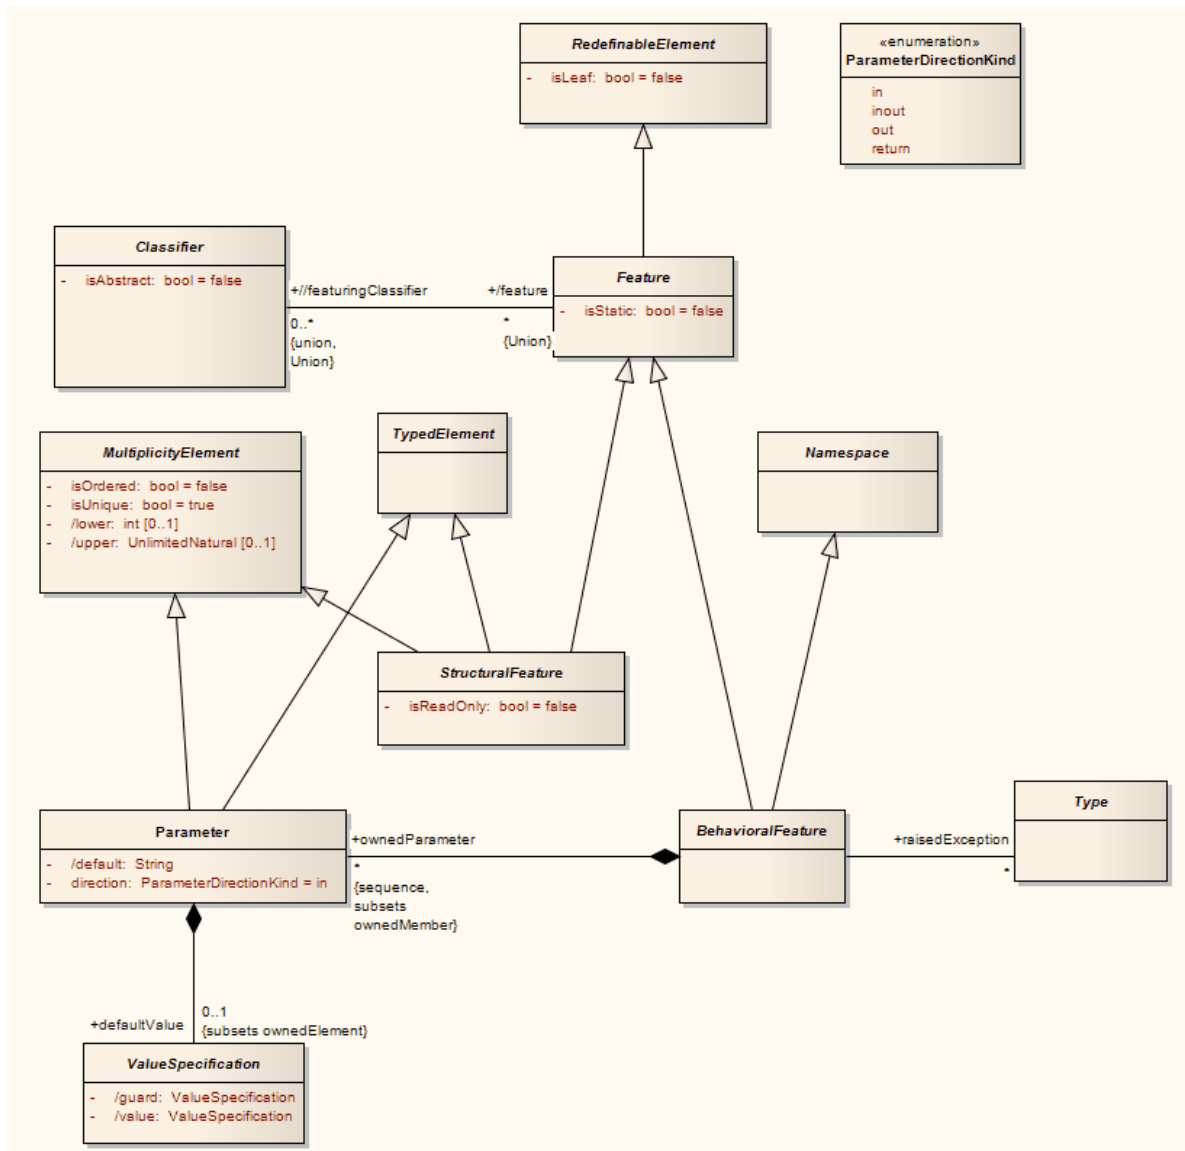 RedefinableElement
- isLeaf: bool = false
«enumeration»
ParameterDirectionKind
in
inout
out
return
Classifier
- isAbstract: bool = false
+//featuringClassifier
0..*
{union,
Union}
+/feature
*
{Union}
Feature
- isStatic: bool = false
MultiplicityElement
- isOrdered: bool = false
- isUnique: bool = true
- /lower: int [0..1]
- /upper: UnlimitedNatural [0..1]
TypedElement
Namespace
StructuralFeature
- isReadOnly: bool = false
Parameter
- /default: String
- direction: ParameterDirectionKind = in
+ownedParameter
*
{sequence,
subsets
ownedMember}
BehavioralFeature
+raisedException
*
Type
+defaultValue
0..1
{subsets ownedElement}
ValueSpecification
- /guard: ValueSpecification
- /value: ValueSpecification